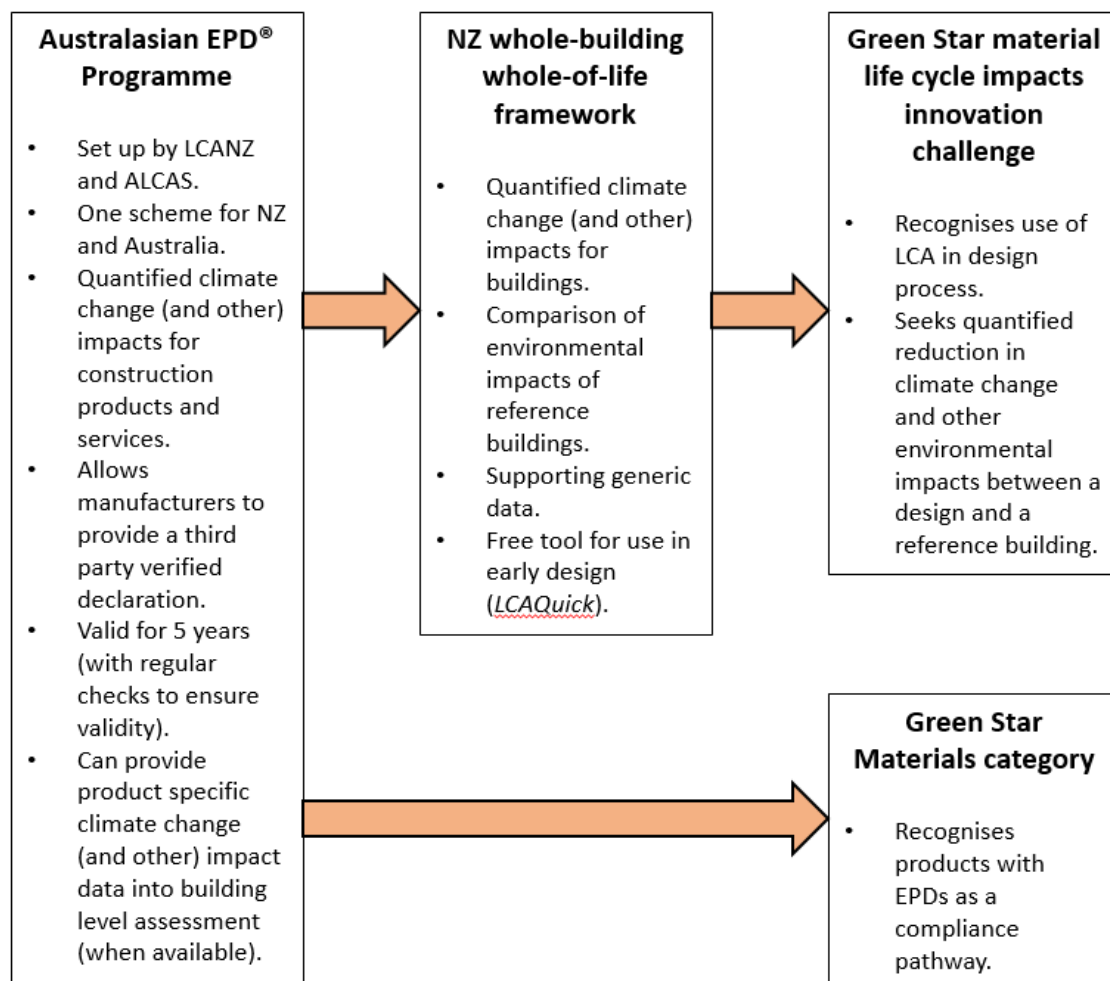 Australasian EPD®
Programme
• Set up by LCANZ
and ALCAS.
• One scheme for NZ
and Australia.
• Quantified climate
change (and other)
impacts for
construction
products and
services.
• Allows
manufacturers to
provide a third
party verified
declaration.
• Valid for 5 years
(with regular
checks to ensure
validity).
• Can provide
product specific
climate change
(and other) impact
data into building
level assessment
(when available).
NZ whole-building
whole-of-life
framework
• Quantified climate
change (and other)
impacts for
buildings.
• Comparison of
environmental
impacts of
reference
buildings.
• Supporting generic
data.
• Free tool for use in
early design
(LCAQuick).
Green Star material
life cycle impacts
innovation
challenge
• Recognises use of
LCA in design
process.
• Seeks quantified
reduction in
climate change
and other
environmental
impacts between a
design and a
reference building.
Green Star
Materials category
• Recognises
products with
EPDs as a
compliance
pathway.